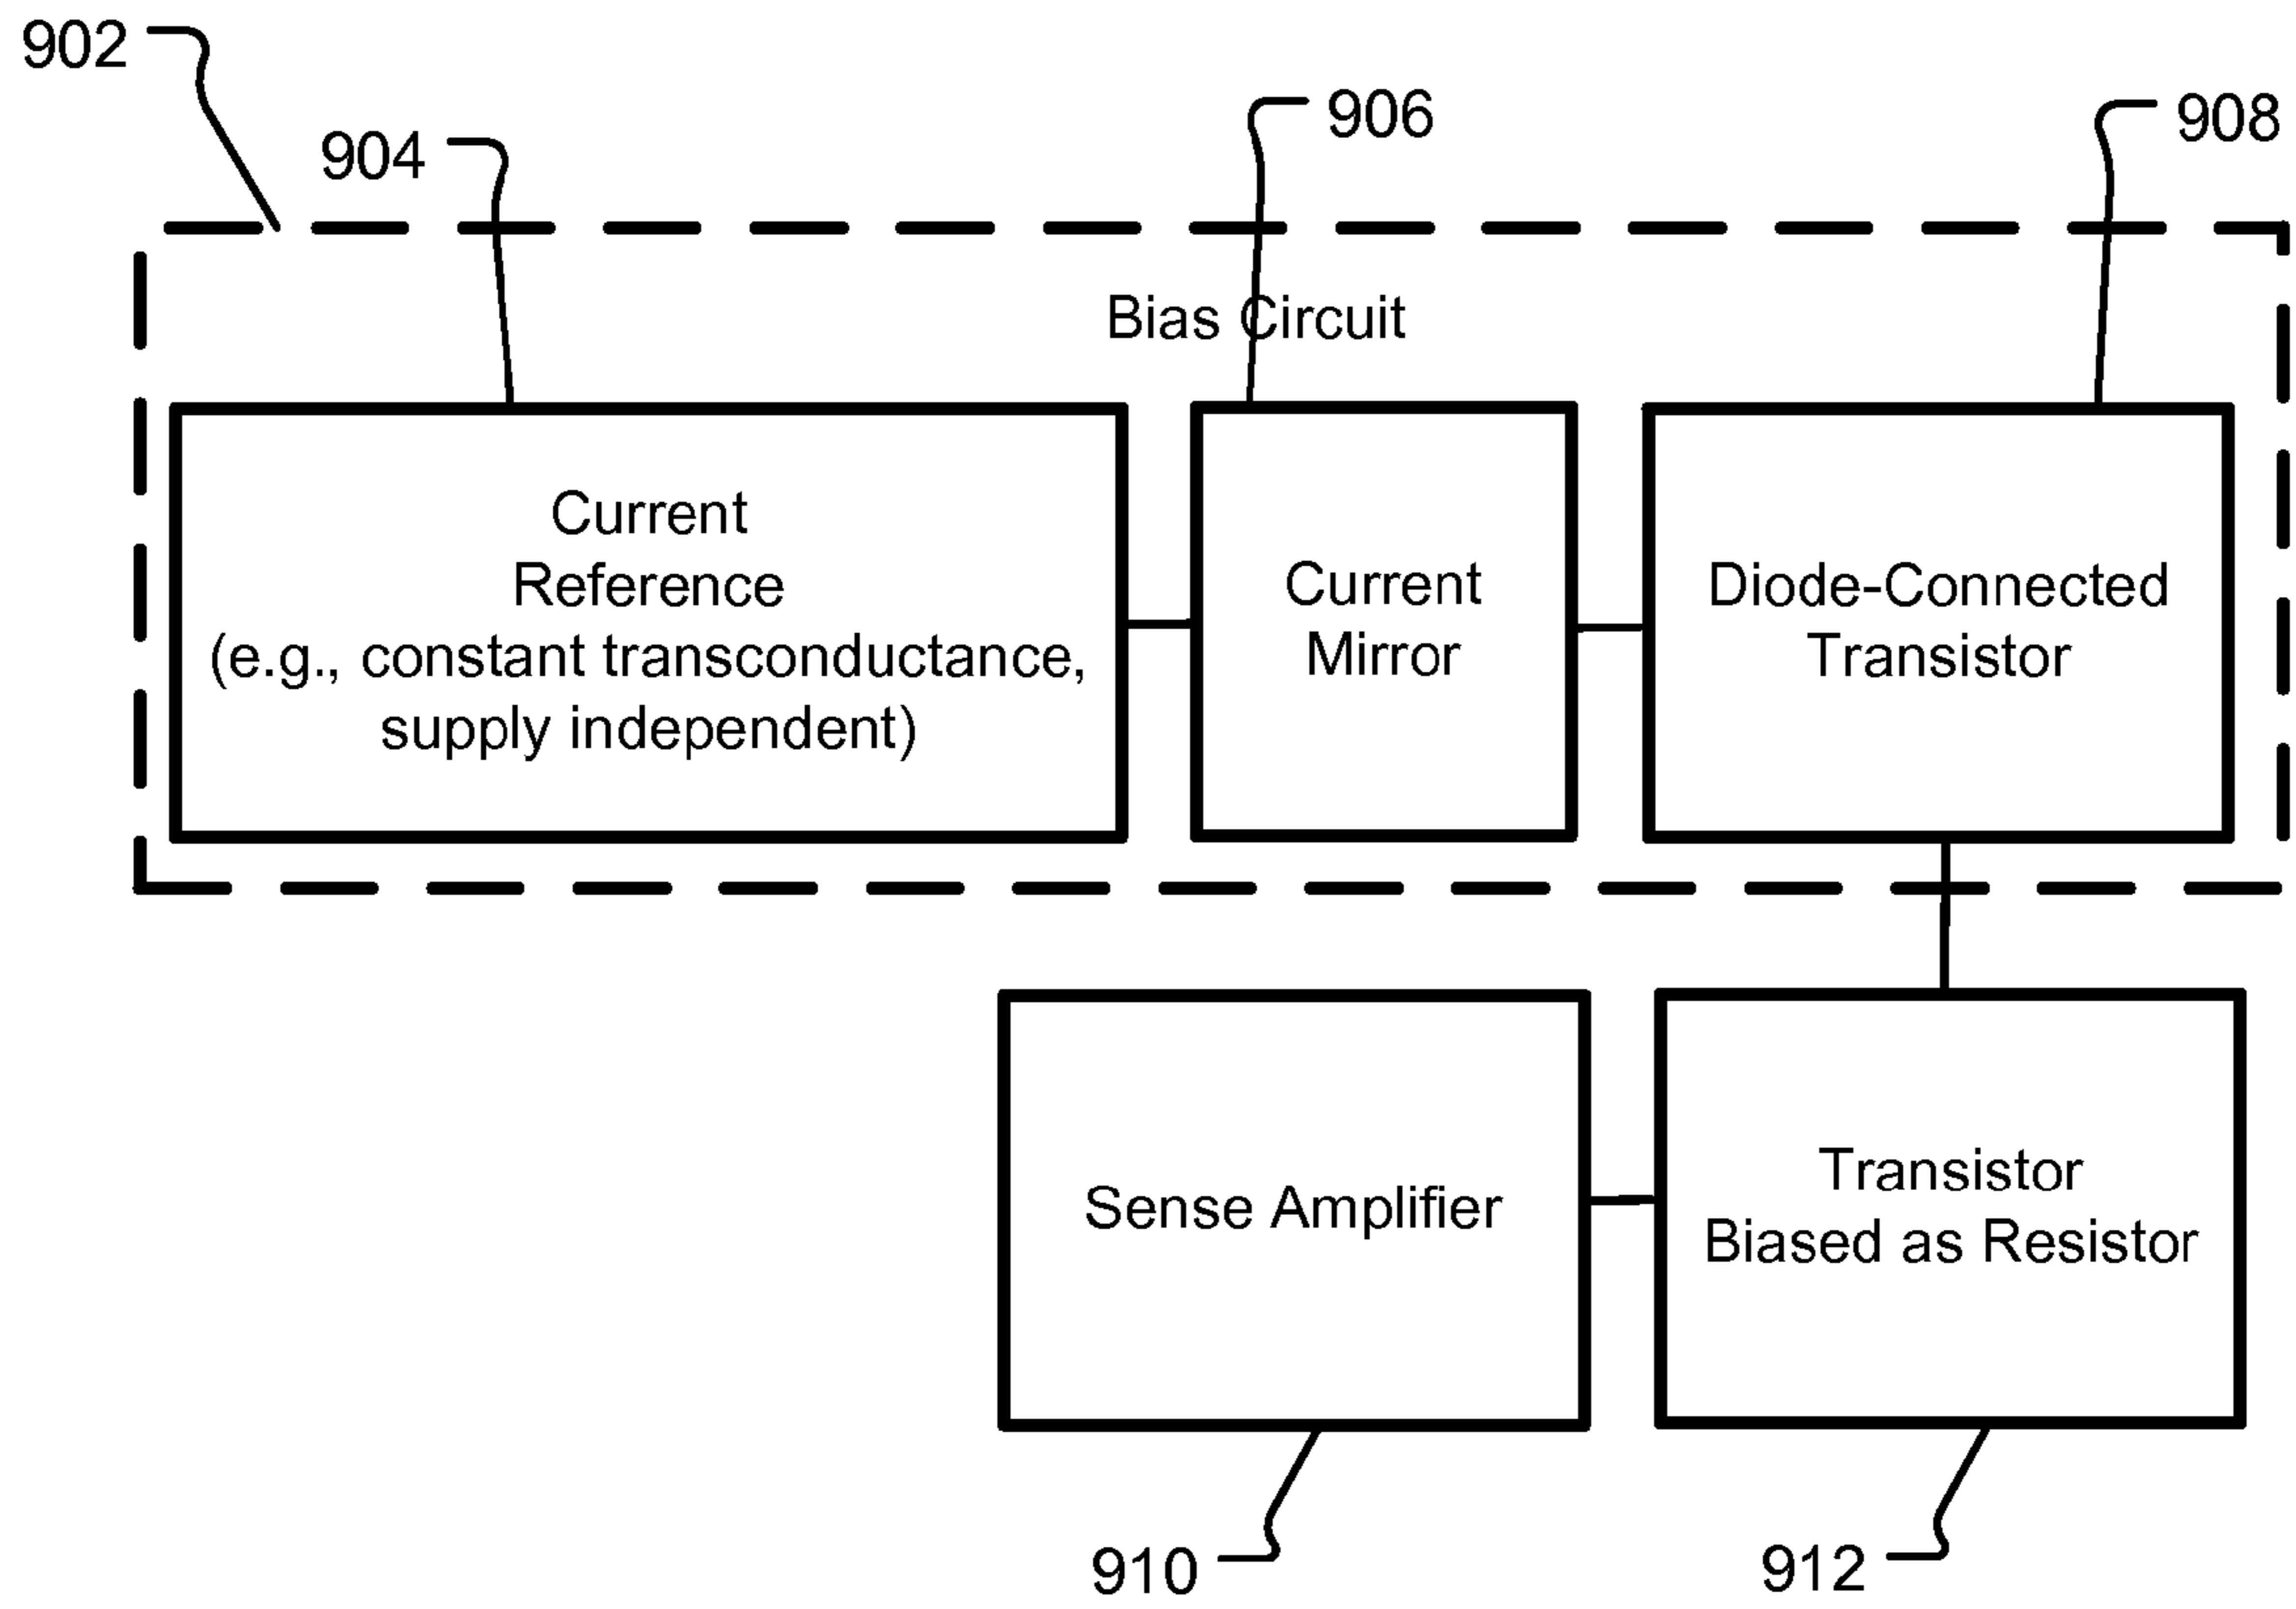 902
904
906
908
Bias Circuit
Current
Reference
(e.g., constant transconductance,
supply independent)
Current
Mirror
Diode-Connected
Transistor
Sense Amplifier
Transistor
Biased as Resistor
910
912